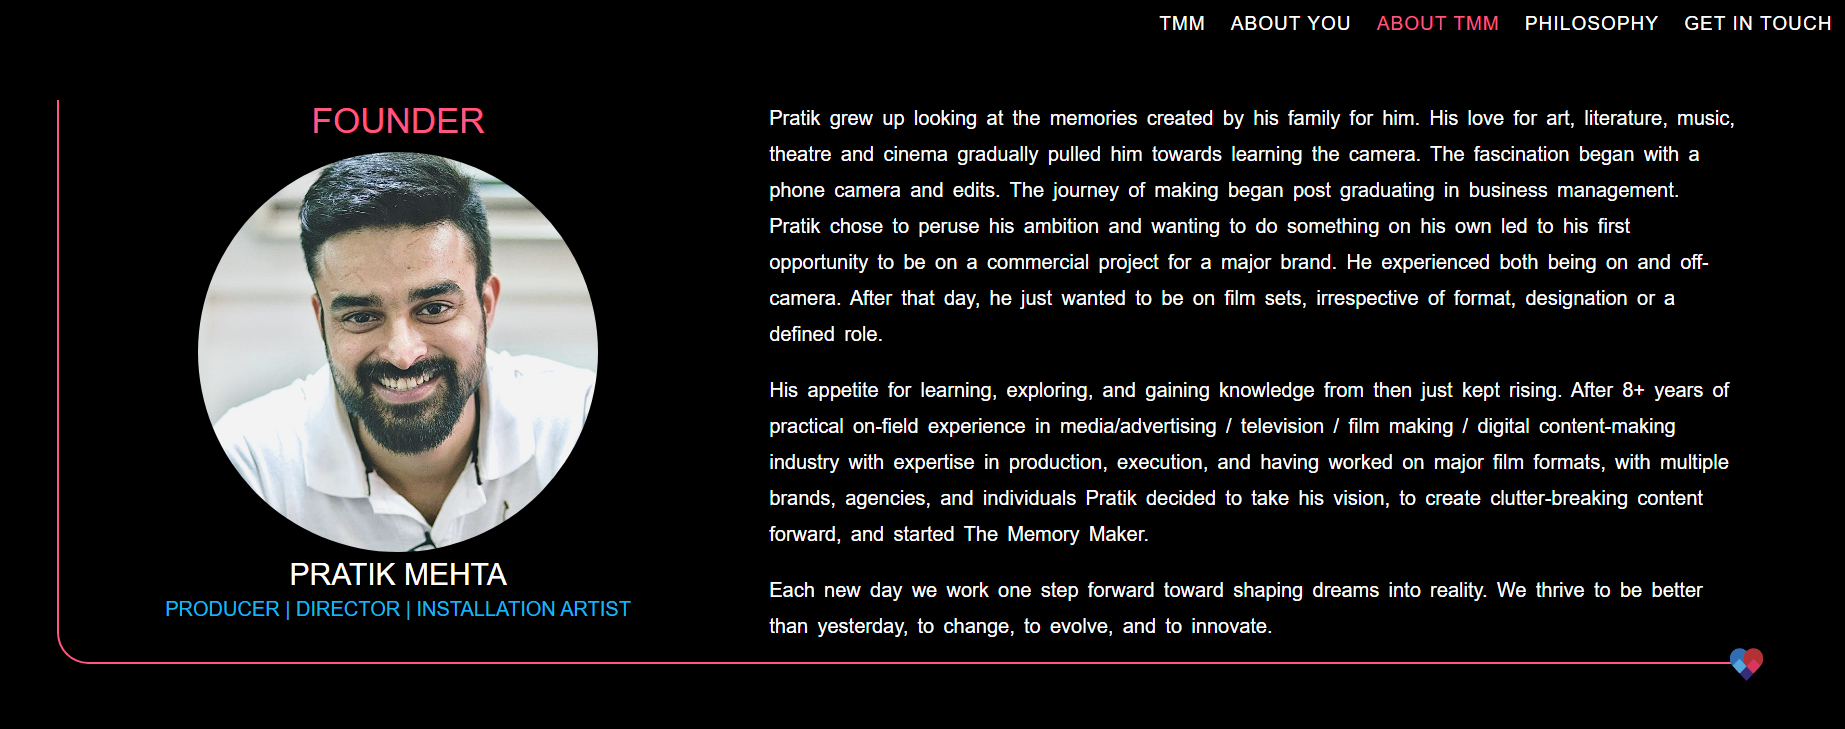 TMM ABOUT YOU ABOUT TMM PHILOSOPHY GET IN TOUCH
FOUNDER
PRATIK MEHTA
PRODUCER | DIRECTOR | INSTALLATION ARTIST
Pratik grew up looking at the memories created by his family for him. His love for art, literature, music,
theatre and cinema gradually pulled him towards learning the camera. The fascination began with a
phone camera and edits. The journey of making began post graduating in business management.
Pratik chose to peruse his ambition and wanting to do something on his own led to his first
opportunity to be on a commercial project for a major brand. He experienced both being on and off-
camera. After that day, he just wanted to be on film sets, irrespective of format, designation or a
defined role.
His appetite for learning, exploring, and gaining knowledge from then just kept rising. After 8+ years of
practical on-field experience in media/advertising / television / film making / digital content-making
industry with expertise in production, execution, and having worked on major film formats, with multiple
brands, agencies, and individuals Pratik decided to take his vision, to create clutter-breaking content
forward, and started The Memory Maker.
Each new day we work one step forward toward shaping dreams into reality. We thrive to be better
than yesterday, to change, to evolve, and to innovate.